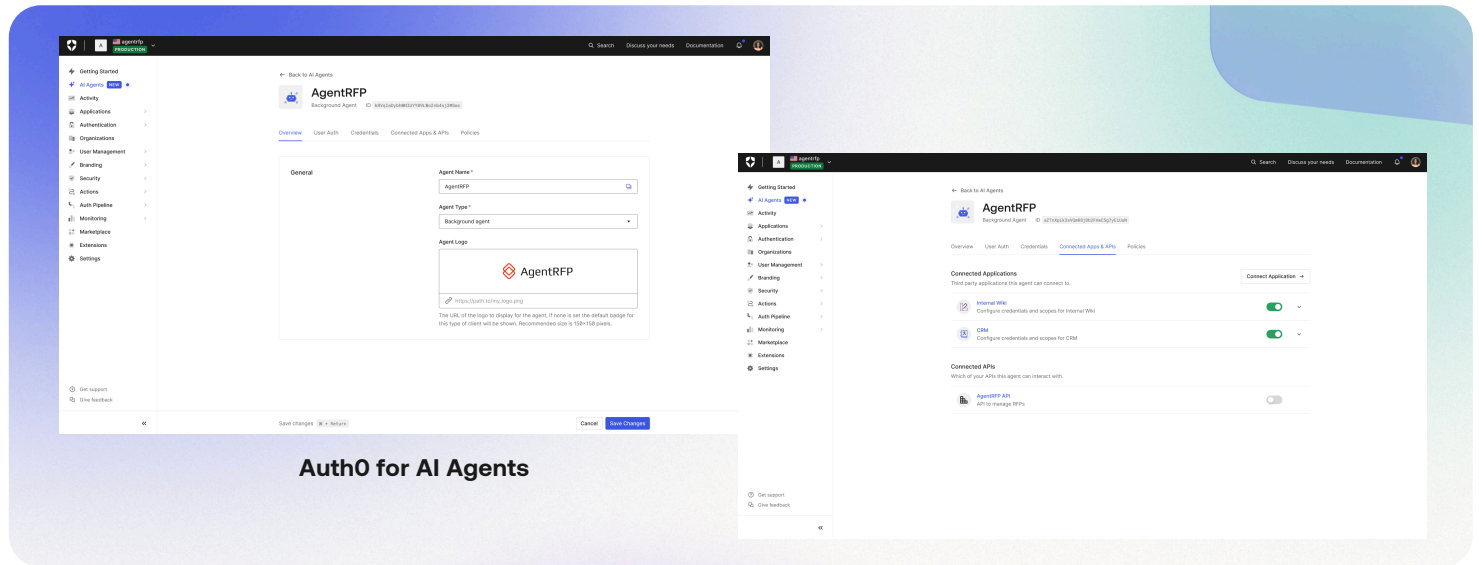 A
agentrfp
PRODUCTION
Search
Discuss your needs
Documentation
Getting Started
AI Agents NEW
Activity
Applications
Authentication
Organizations
User Management
Branding
Security
Actions
Auth Pipeline
Monitoring
Marketplace
Extensions
Settings
Get support
Give feedback
← Back to AI Agents
AgentRFP
Background Agent ID
Overview User Auth Credentials Connected Apps & APIs Policies
General
Agent Name *
AgentRFP
Agent Type *
Background agent
Agent Logo
AgentRFP
https://path.to/my_logo.png
The URL of the logo to display for the agent, if none is set the default badge for
this type of client will be shown. Recommended size is 150x150 pixels.
Save changes ⌘ + Return
Cancel
Save Changes
Auth0 for AI Agents
A
agentrfp
PRODUCTION
Search
Discuss your needs
Documentation
Getting Started
AI Agents NEW
Activity
Applications
Authentication
Organizations
User Management
Branding
Security
Actions
Auth Pipeline
Monitoring
Marketplace
Extensions
Settings
Get support
Give feedback
← Back to AI Agents
AgentRFP
Background Agent ID
Overview User Auth Credentials Connected Apps & APIs Policies
Connected Applications
Third party applications this agent can connect to.
Connect Application →
Internal Wiki
Configure credentials and scopes for Internal Wiki
CRM
Configure credentials and scopes for CRM
Connected APIs
Which of your APIs this agent can interact with.
AgentRFP API
API to manage RFPs